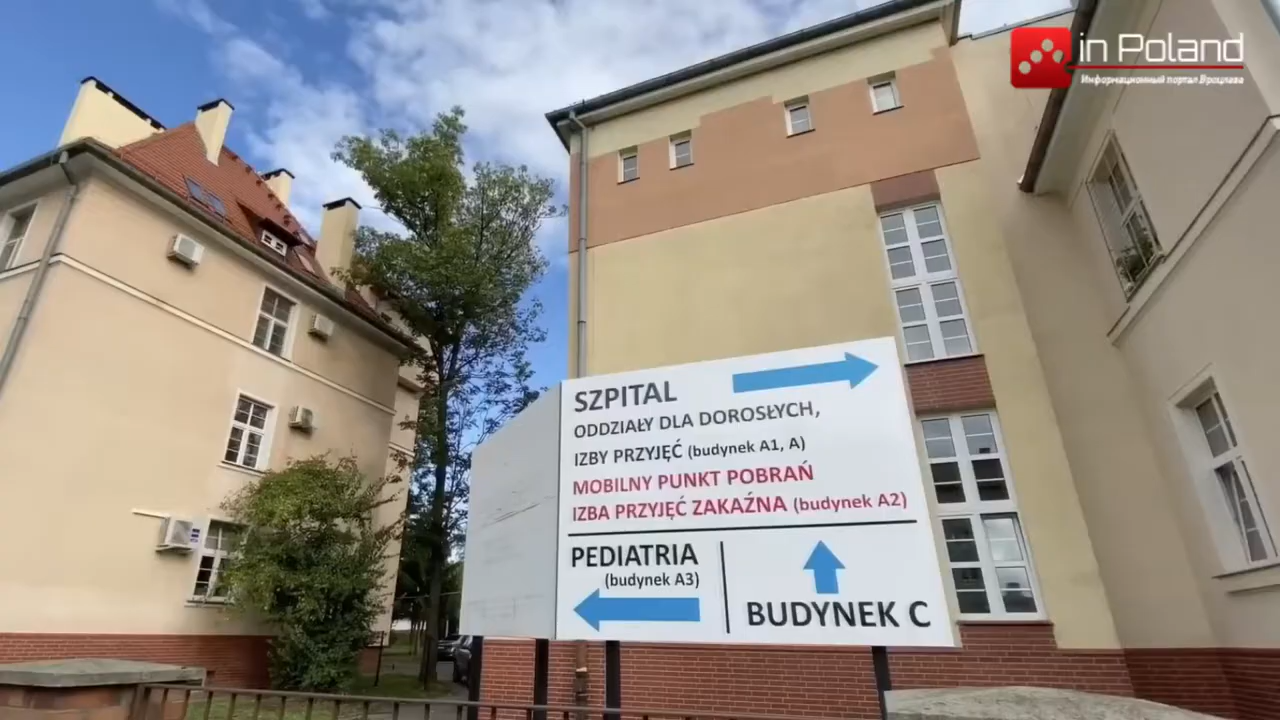 in Poland
Информационный портал Вроцлава
SZPITAL
ODDZIAŁY DLA DOROSŁYCH,
IZBY PRZYJĘĆ (budynek A1, A)
MOBILNY PUNKT POBRAŃ
IZBA PRZYJĘĆ ZAKAŹNA (budynek A2)
PEDIATRIA
(budynek A3)
BUDYNEK C